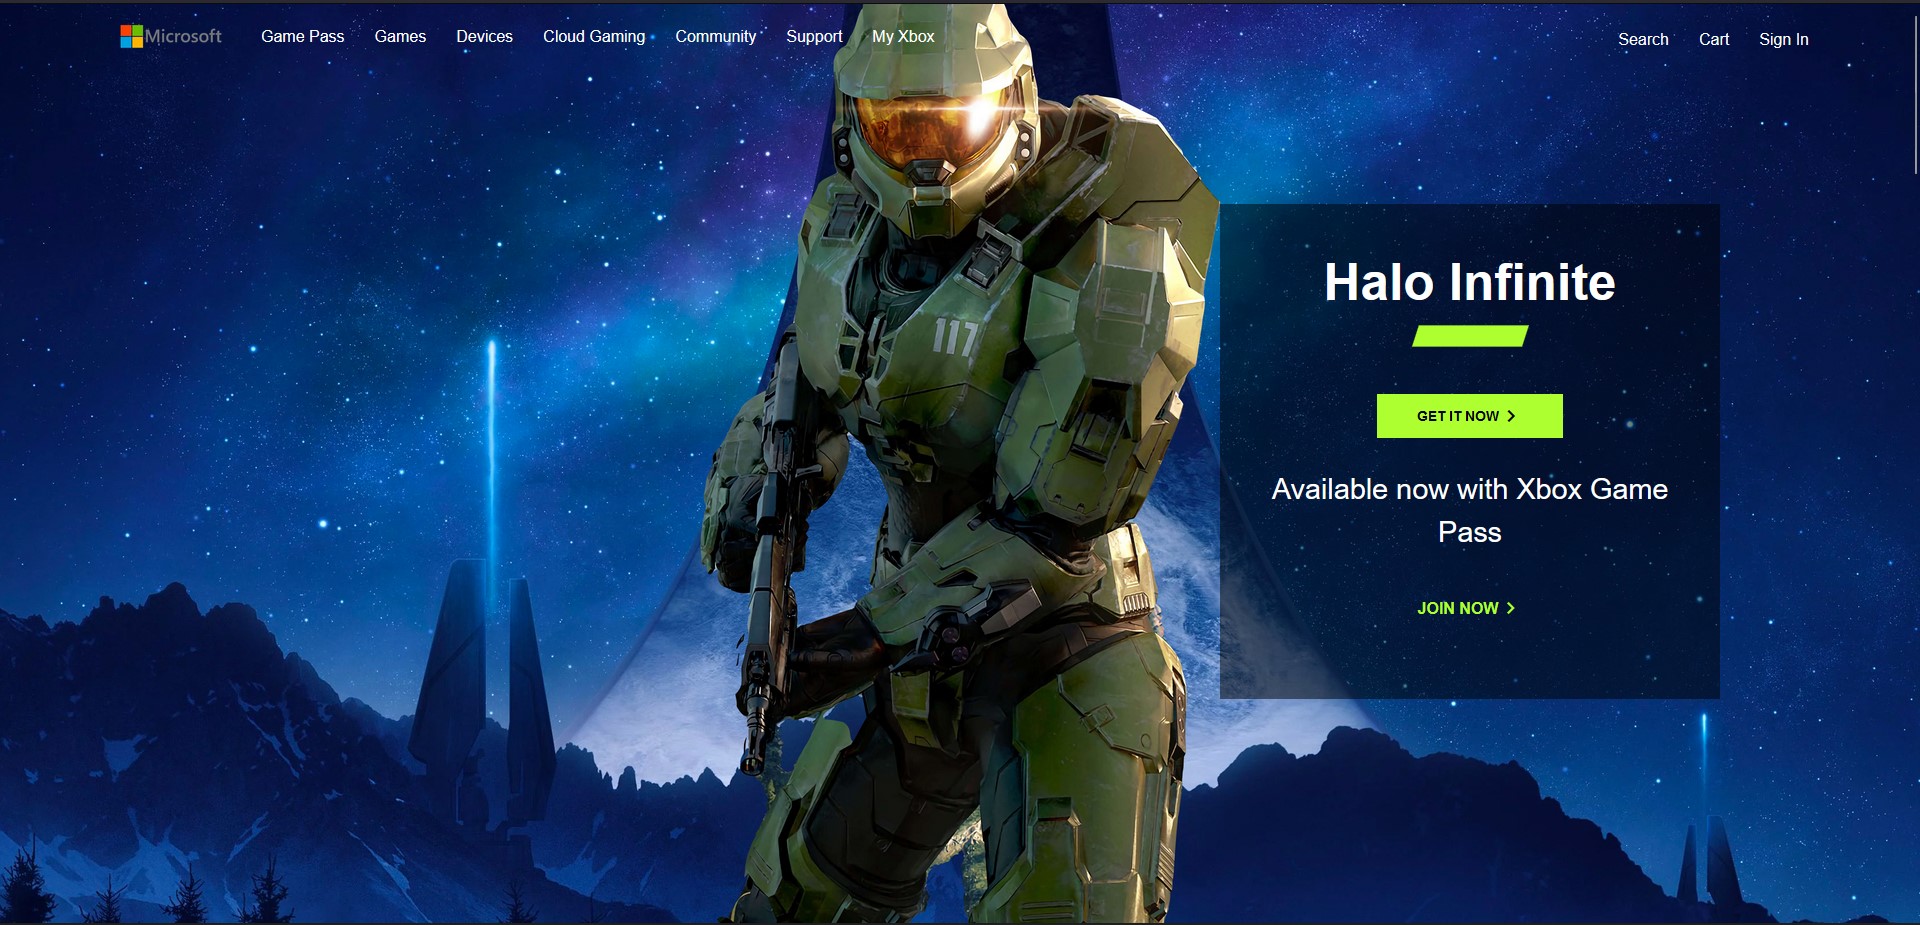 Microsoft
Game Pass Games Devices Cloud Gaming Community Support My Xbox
Search Cart Sign In
117
Halo Infinite
GET IT NOW
Available now with Xbox Game
Pass
JOIN NOW